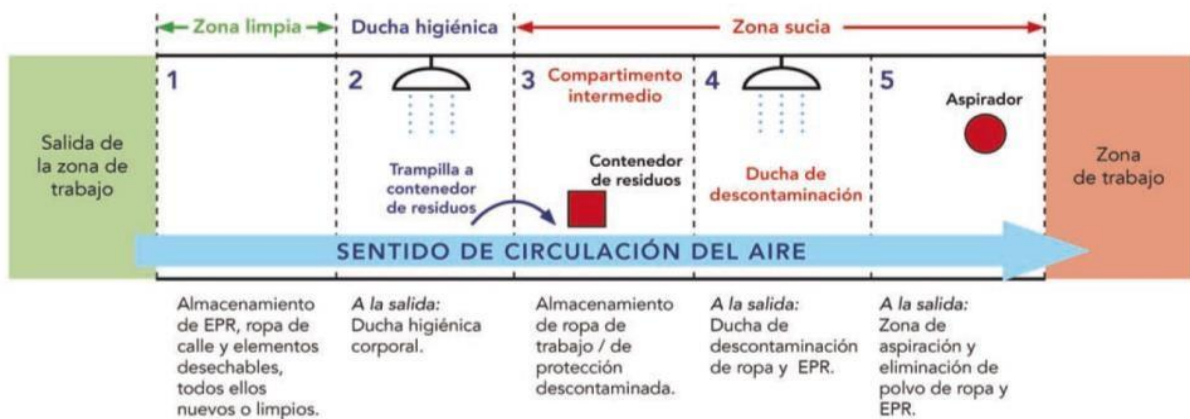 Zona limpia
Ducha higiénica
Zona sucia
Salida de
la zona de
trabajo
1
2
Trampilla a
contenedor
de residuos
3
Compartimento
intermedio
Contenedor
de residuos
4
Ducha de
descontaminación
5
Aspirador
Zona
de trabajo
SENTIDO DE CIRCULACIÓN DEL AIRE
Almacenamiento
de EPR, ropa de
calle y elementos
desechables,
todos ellos
nuevos o limpios.
A la salida:
Ducha higiénica
corporal.
Almacenamiento
de ropa de
trabajo / de
protección
descontaminada.
A la salida:
Ducha de
descontaminación
de ropa y EPR.
A la salida:
Zona de
aspiración y
eliminación de
polvo de ropa y
EPR.